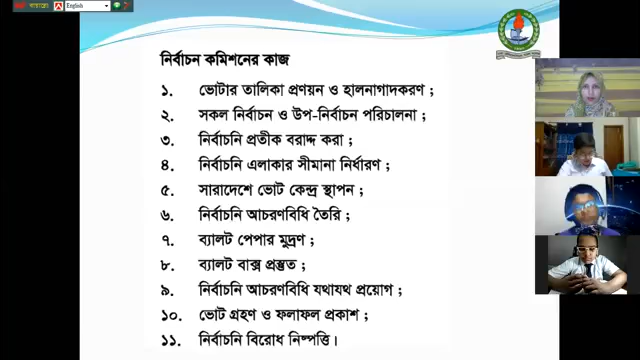 English
নির্বাচন কমিশনের কাজ
১. ভোটার তালিকা প্রণয়ন ও হালনাগাদকরণ ;
২. সকল নির্বাচন ও উপ-নির্বাচন পরিচালনা ;
৩. নির্বাচনি প্রতীক বরাদ্দ করা ;
৪. নির্বাচনি এলাকার সীমানা নির্ধারণ ;
৫. সারাদেশে ভোট কেন্দ্র স্থাপন ;
৬. নির্বাচনি আচরণবিধি তৈরি ;
৭. ব্যালট পেপার মুদ্রণ ;
৮. ব্যালট বাক্স প্রস্তুত ;
৯. নির্বাচনি আচরণবিধি যথাযথ প্রয়োগ ;
১০. ভোট গ্রহণ ও ফলাফল প্রকাশ ;
১১. নির্বাচনি বিরোধ নিষ্পত্তি।